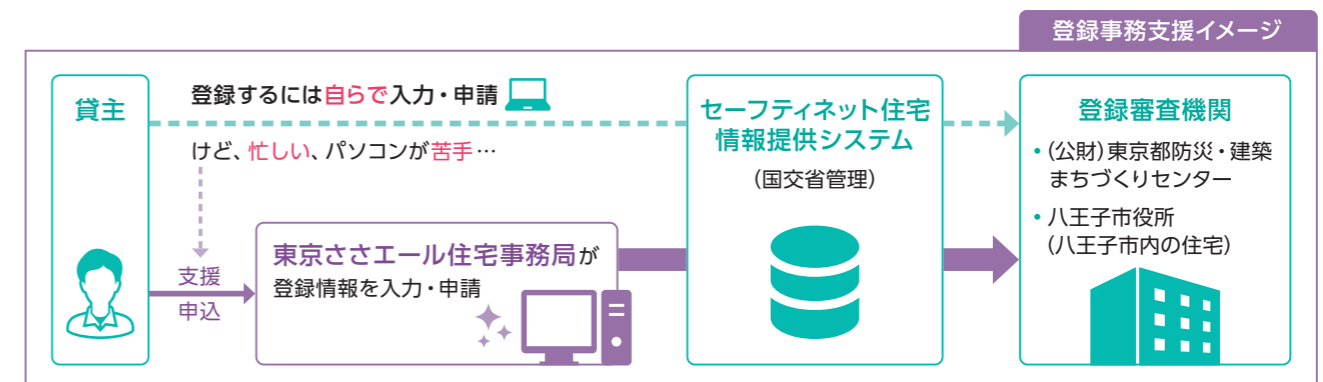 登録事務支援イメージ
貸主
登録するには自らで入力・申請
けど、忙しい、パソコンが苦手…
支援
申込
東京ささエール住宅事務局が
登録情報を入力・申請
セーフティネット住宅
情報提供システム
(国交省管理)
登録審査機関
・(公財)東京都防災・建築
まちづくりセンター
・八王子市役所
(八王子市内の住宅)